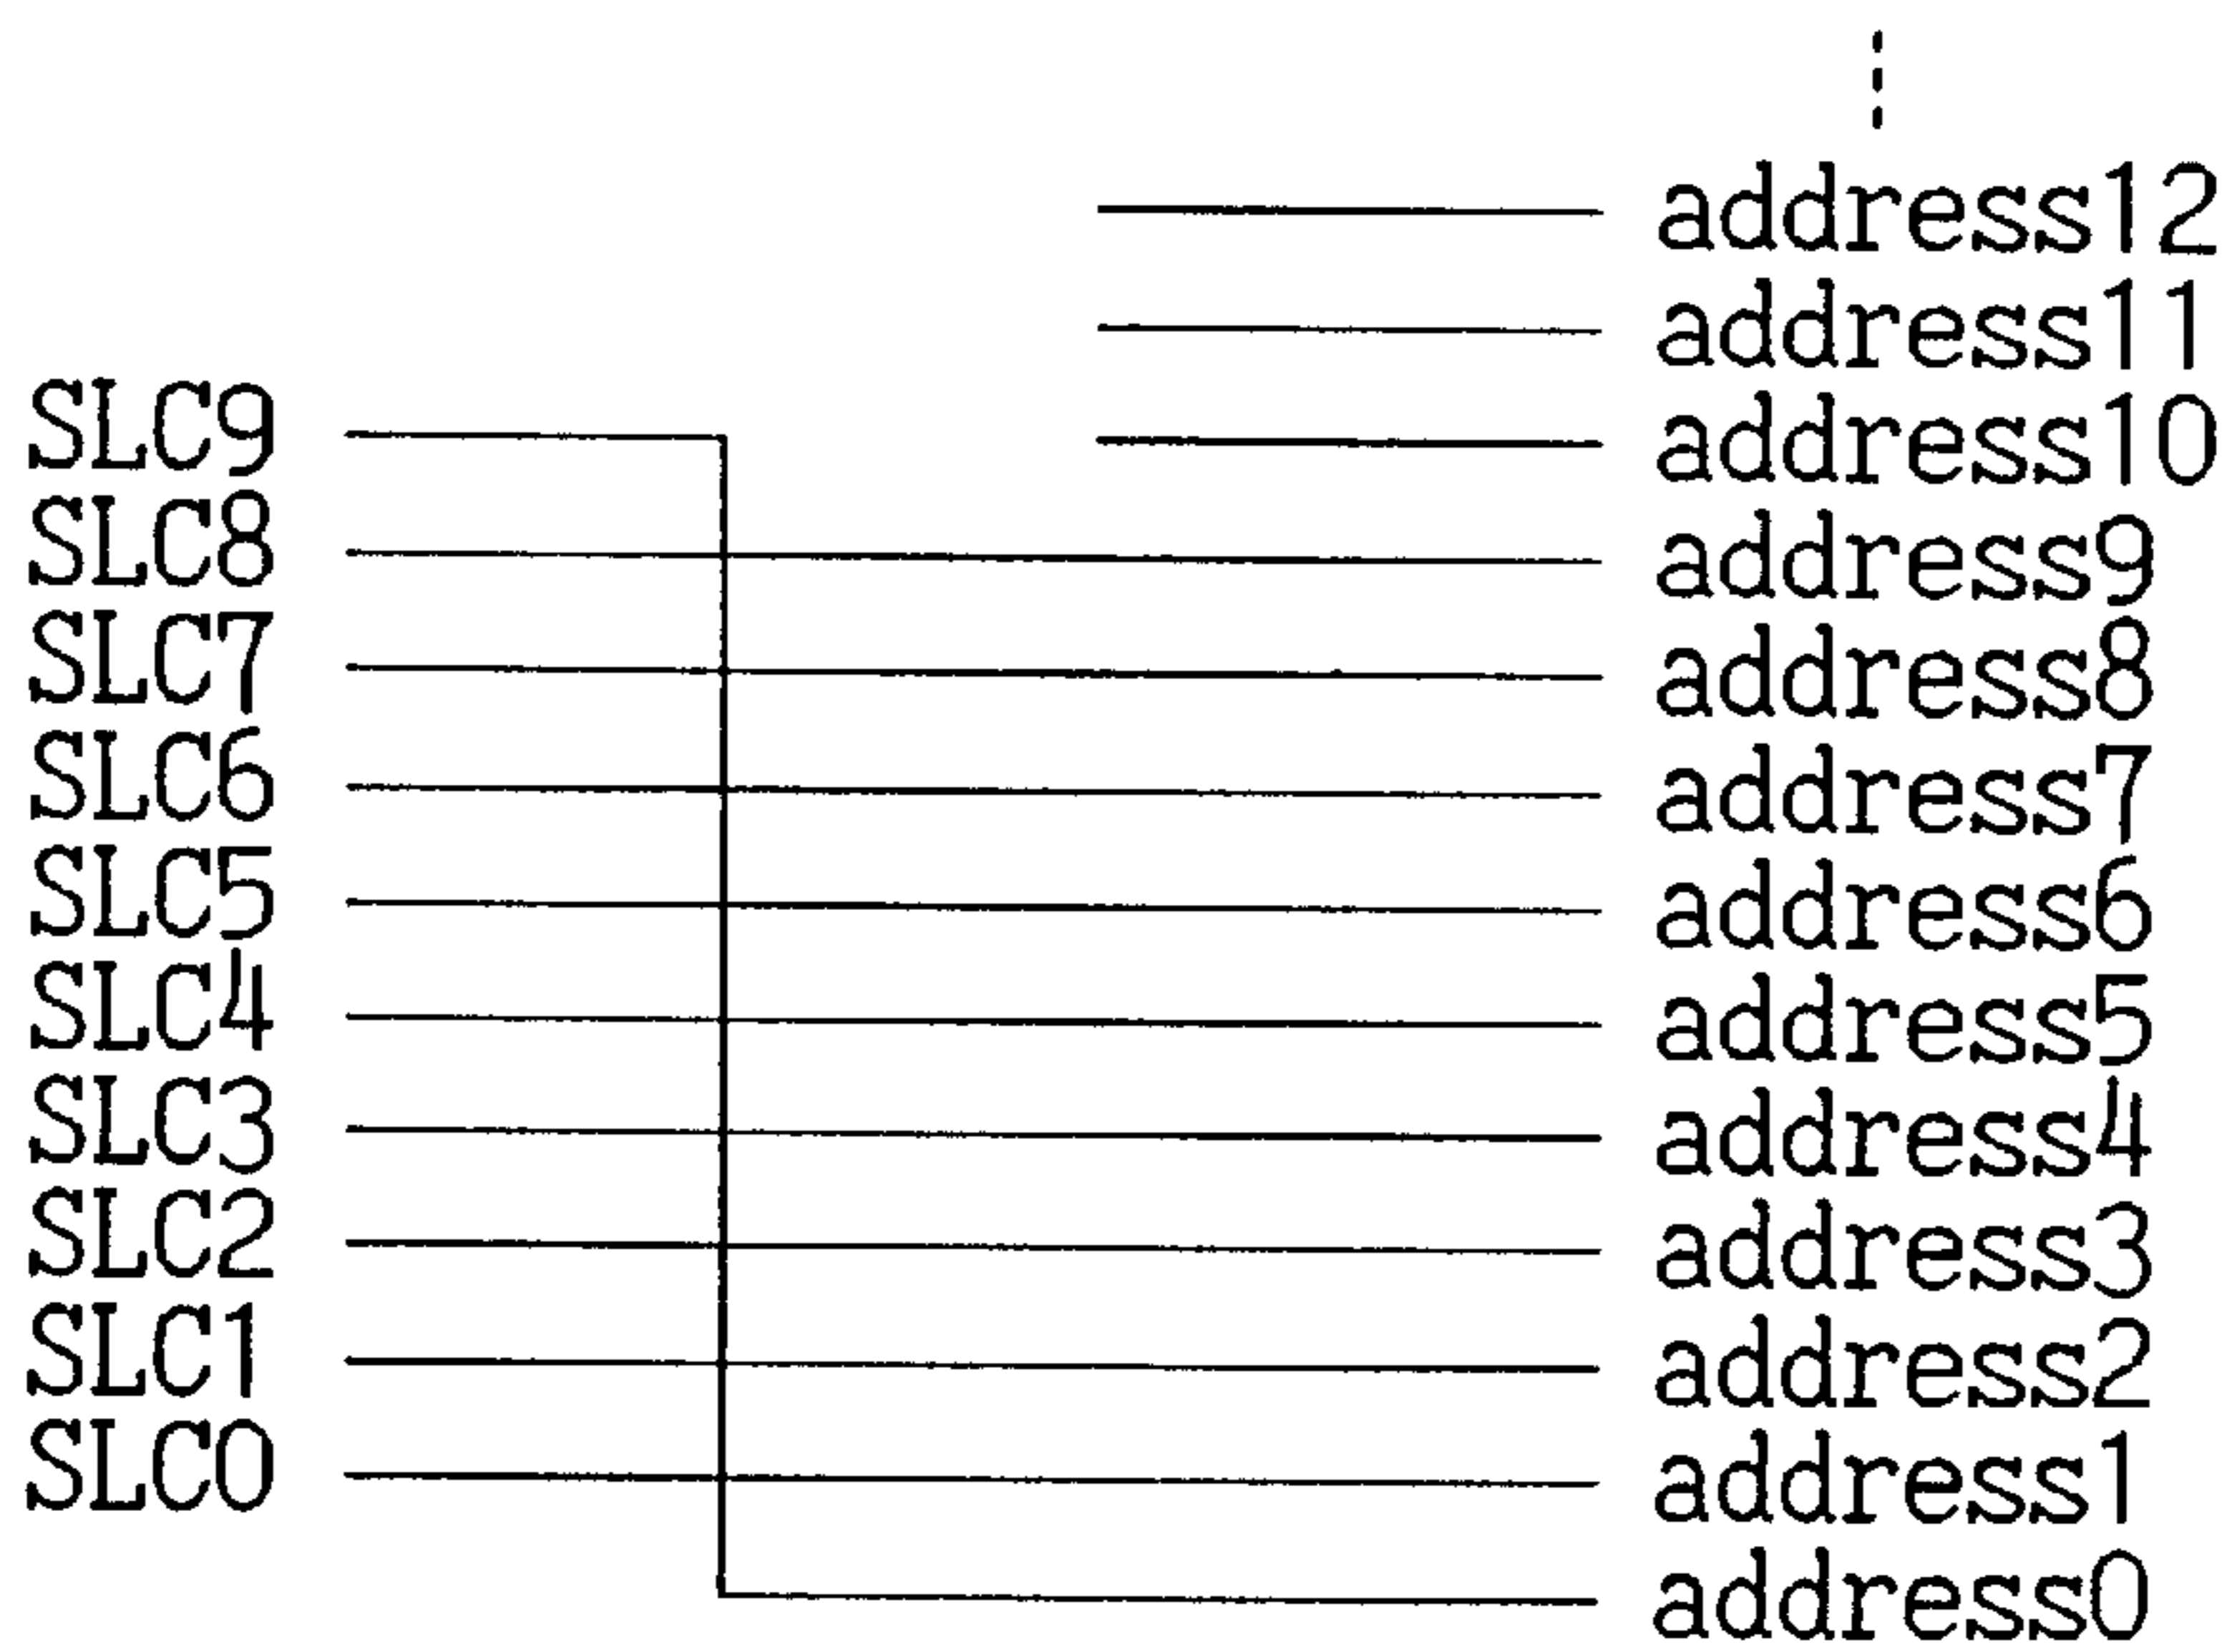 address12
address11
SLC9 address10
SLC8 address9
SLC7 address8
SLC6 address7
SLC5 address6
SLC4 address5
SLC3 address4
SLC2 address3
SLC1 address2
SLC0 address1
address0